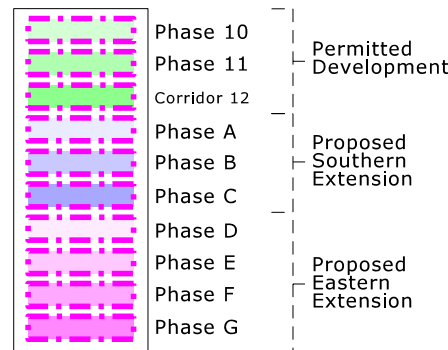 Phase 10
Phase 11
Corridor 12
Permitted
Development
Phase A
Phase B
Phase C
Proposed
Southern
Extension
Phase D
Phase E
Phase F
Phase G
Proposed
Eastern
Extension